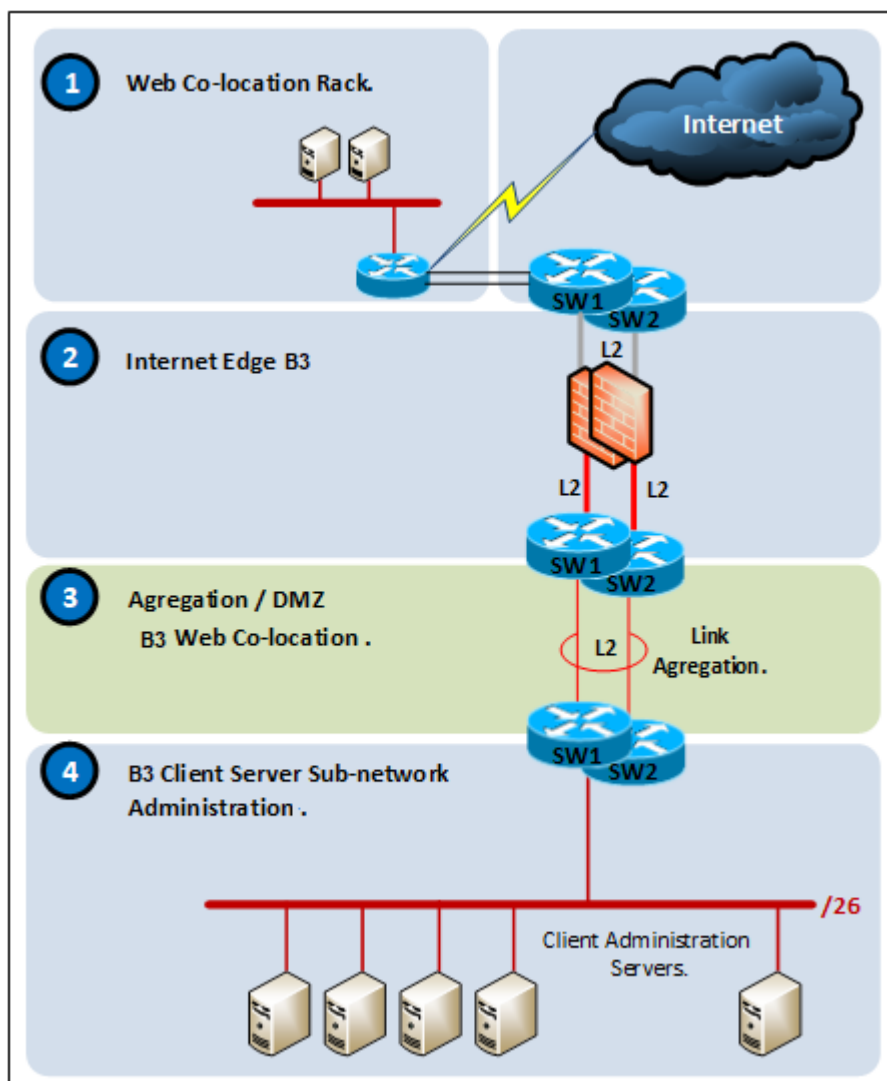 1
Web Co-location Rack.
Internet
SW1
SW2
2
Internet Edge B3
L2
L2
L2
SW1
SW2
3
Agregation / DMZ
B3 Web Co-location .
L2
Link
Agregation.
SW1
SW2
4
B3 Client Server Sub-network
Administration .
/26
Client Administration
Servers.